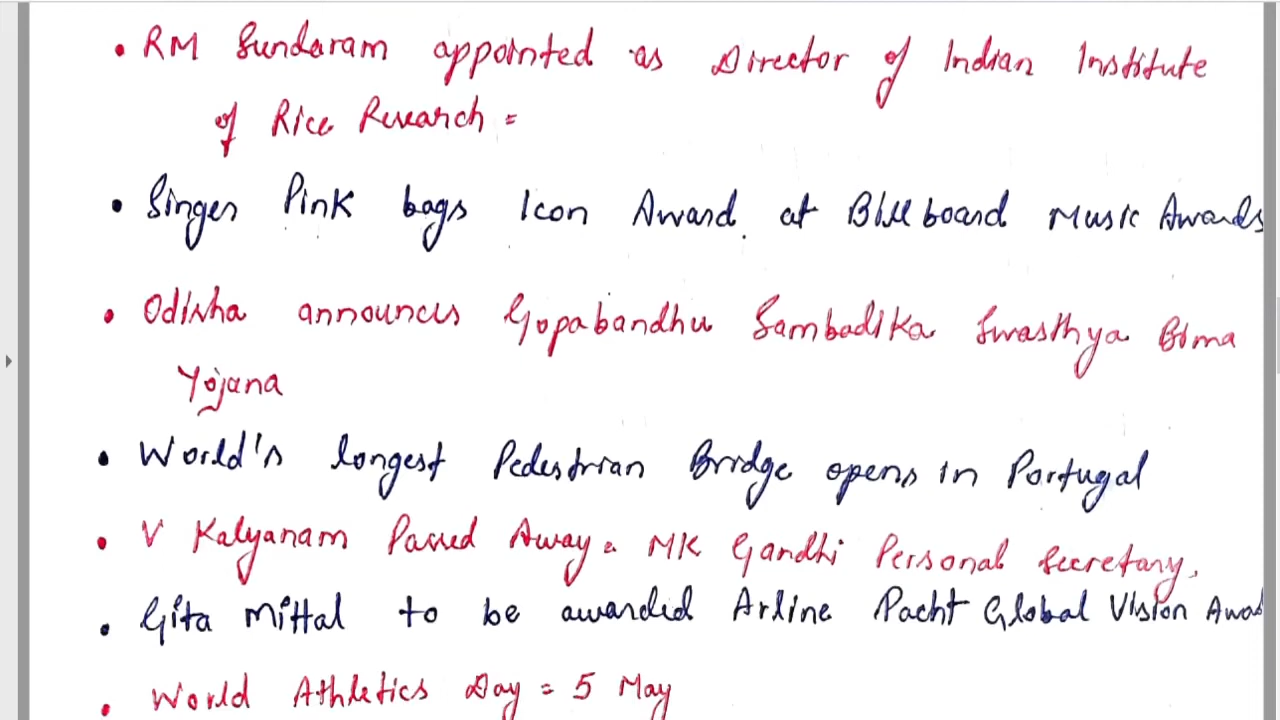 • RM Sundaram appointed as Director of Indian Institute
of Rice Research =
• Singer Pink bags Icon Award at Billboard Music Awards
• Odisha announces Gopabandhu Sambadika Swasthya Bima
Yojana
• World's longest Pedestrian Bridge opens in Portugal
• V Kalyanam Passed Away = MK Gandhi Personal Secretary.
• Gita Mittal to be awarded Arline Pacht Global Vision Awa
• World Athletics Day = 5 May